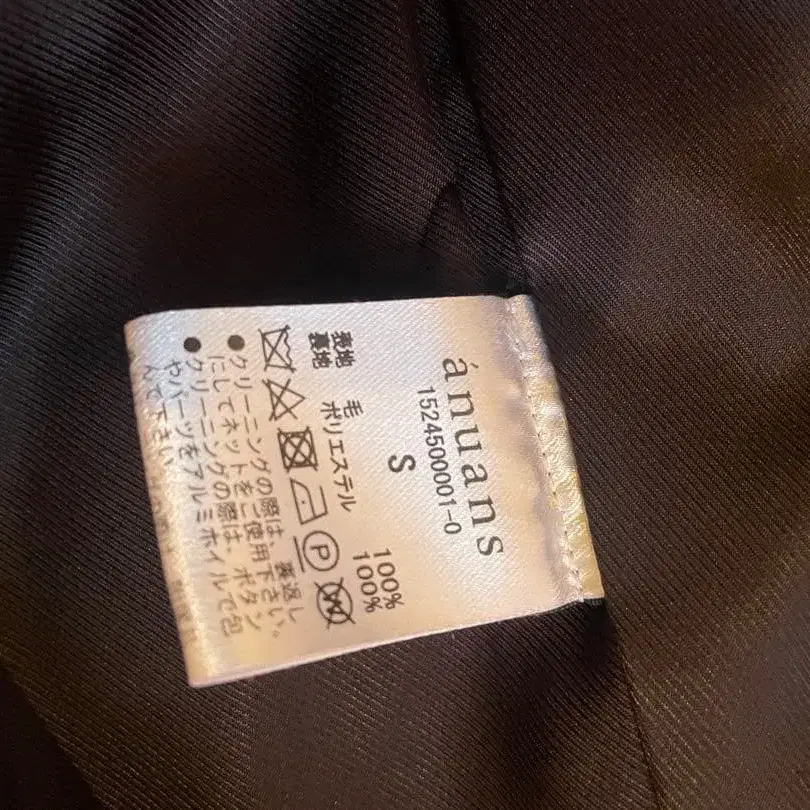 ánuans
1524500001-0
S
表地 毛 100%
裏地 ポリエステル 100%
P W
●クリーニングの際は、裏返し
にしてネットをご使用下さい。
●クリーニングの際は、ボタン
やパーツをアルミホイルで包
んで下さい。